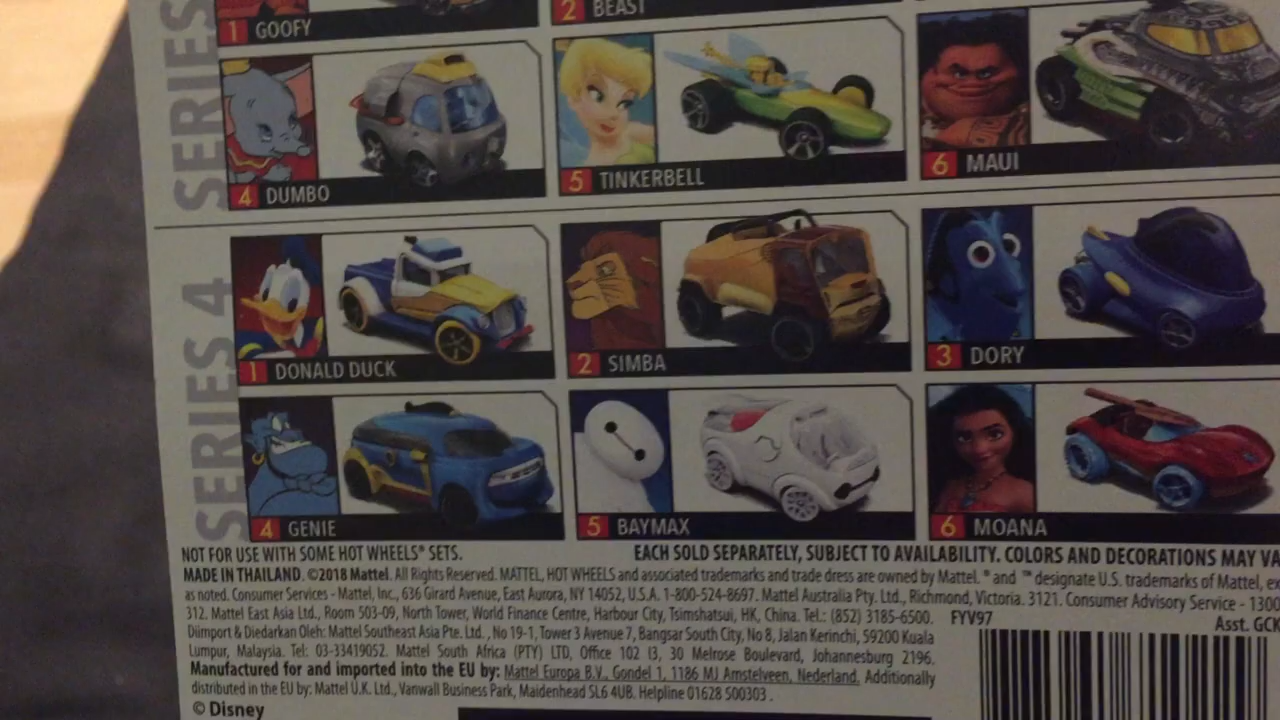 SERIES
1 GOOFY
2 BEAST
4 DUMBO
5 TINKERBELL
6 MAUI
SERIES 4
1 DONALD DUCK
2 SIMBA
3 DORY
4 GENIE
5 BAYMAX
6 MOANA
NOT FOR USE WITH SOME HOT WHEELS® SETS. EACH SOLD SEPARATELY, SUBJECT TO AVAILABILITY. COLORS AND DECORATIONS MAY VA
MADE IN THAILAND. ©2018 Mattel. All Rights Reserved. MATTEL, HOT WHEELS and associated trademarks and trade dress are owned by Mattel. ® and ™ designate U.S. trademarks of Mattel, ex
as noted. Consumer Services - Mattel, Inc., 636 Girard Avenue, East Aurora, NY 14052, U.S.A. 1-800-524-8697. Mattel Australia Pty. Ltd., Richmond, Victoria. 3121. Consumer Advisory Service - 1300
312. Mattel East Asia Ltd., Room 503-09, North Tower, World Finance Centre, Harbour City, Tsimshatsui, HK, China. Tel.: (852) 3185-6500. FYV97
Diimport & Diedarkan Oleh: Mattel Southeast Asia Pte. Ltd., No 19-1, Tower 3 Avenue 7, Bangsar South City, No 8, Jalan Kerinchi, 59200 Kuala Asst. GCK
Lumpur, Malaysia. Tel: 03-33419052. Mattel South Africa (PTY) LTD, Office 102 I3, 30 Melrose Boulevard, Johannesburg 2196.
Manufactured for and imported into the EU by: Mattel Europa B.V., Gondel 1, 1186 MJ Amstelveen, Nederland. Additionally
distributed in the EU by: Mattel U.K. Ltd., Vanwall Business Park, Maidenhead SL6 4UB. Helpline 01628 500303.
© Disney